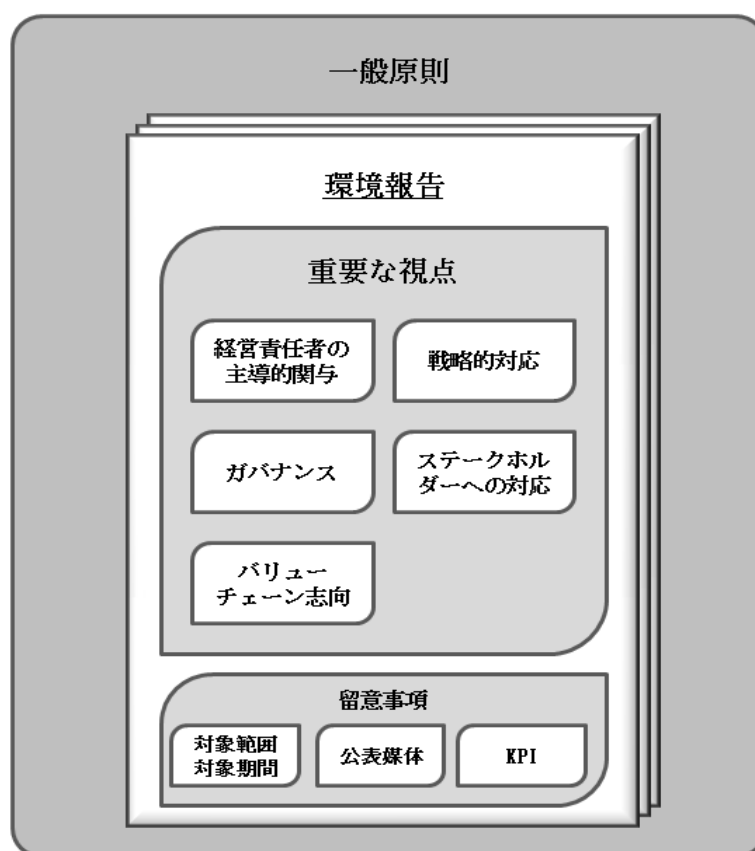 一般原則
環境報告
重要な視点
経営責任者の
主導的関与
戦略的対応
ガバナンス
ステークホル
ダーへの対応
バリュー
チェーン志向
留意事項
対象範囲
対象期間
公表媒体
KPI